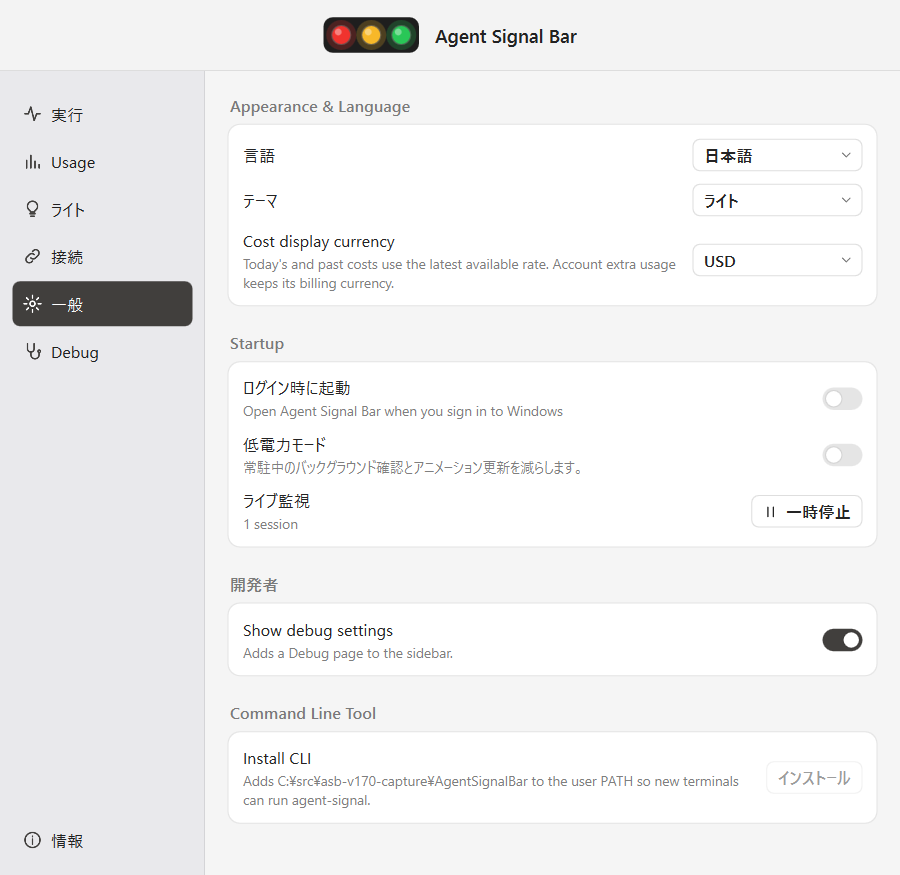 Agent Signal Bar
実行
Usage
ライト
接続
一般
Debug
情報
Appearance & Language
言語
日本語
テーマ
ライト
Cost display currency
Today's and past costs use the latest available rate. Account extra usage
keeps its billing currency.
USD
Startup
ログイン時に起動
Open Agent Signal Bar when you sign in to Windows
低電力モード
常駐中のバックグラウンド確認とアニメーション更新を減らします。
ライブ監視
1 session
一時停止
開発者
Show debug settings
Adds a Debug page to the sidebar.
Command Line Tool
Install CLI
Adds C:¥src¥asb-v170-capture¥AgentSignalBar to the user PATH so new terminals
can run agent-signal.
インストール